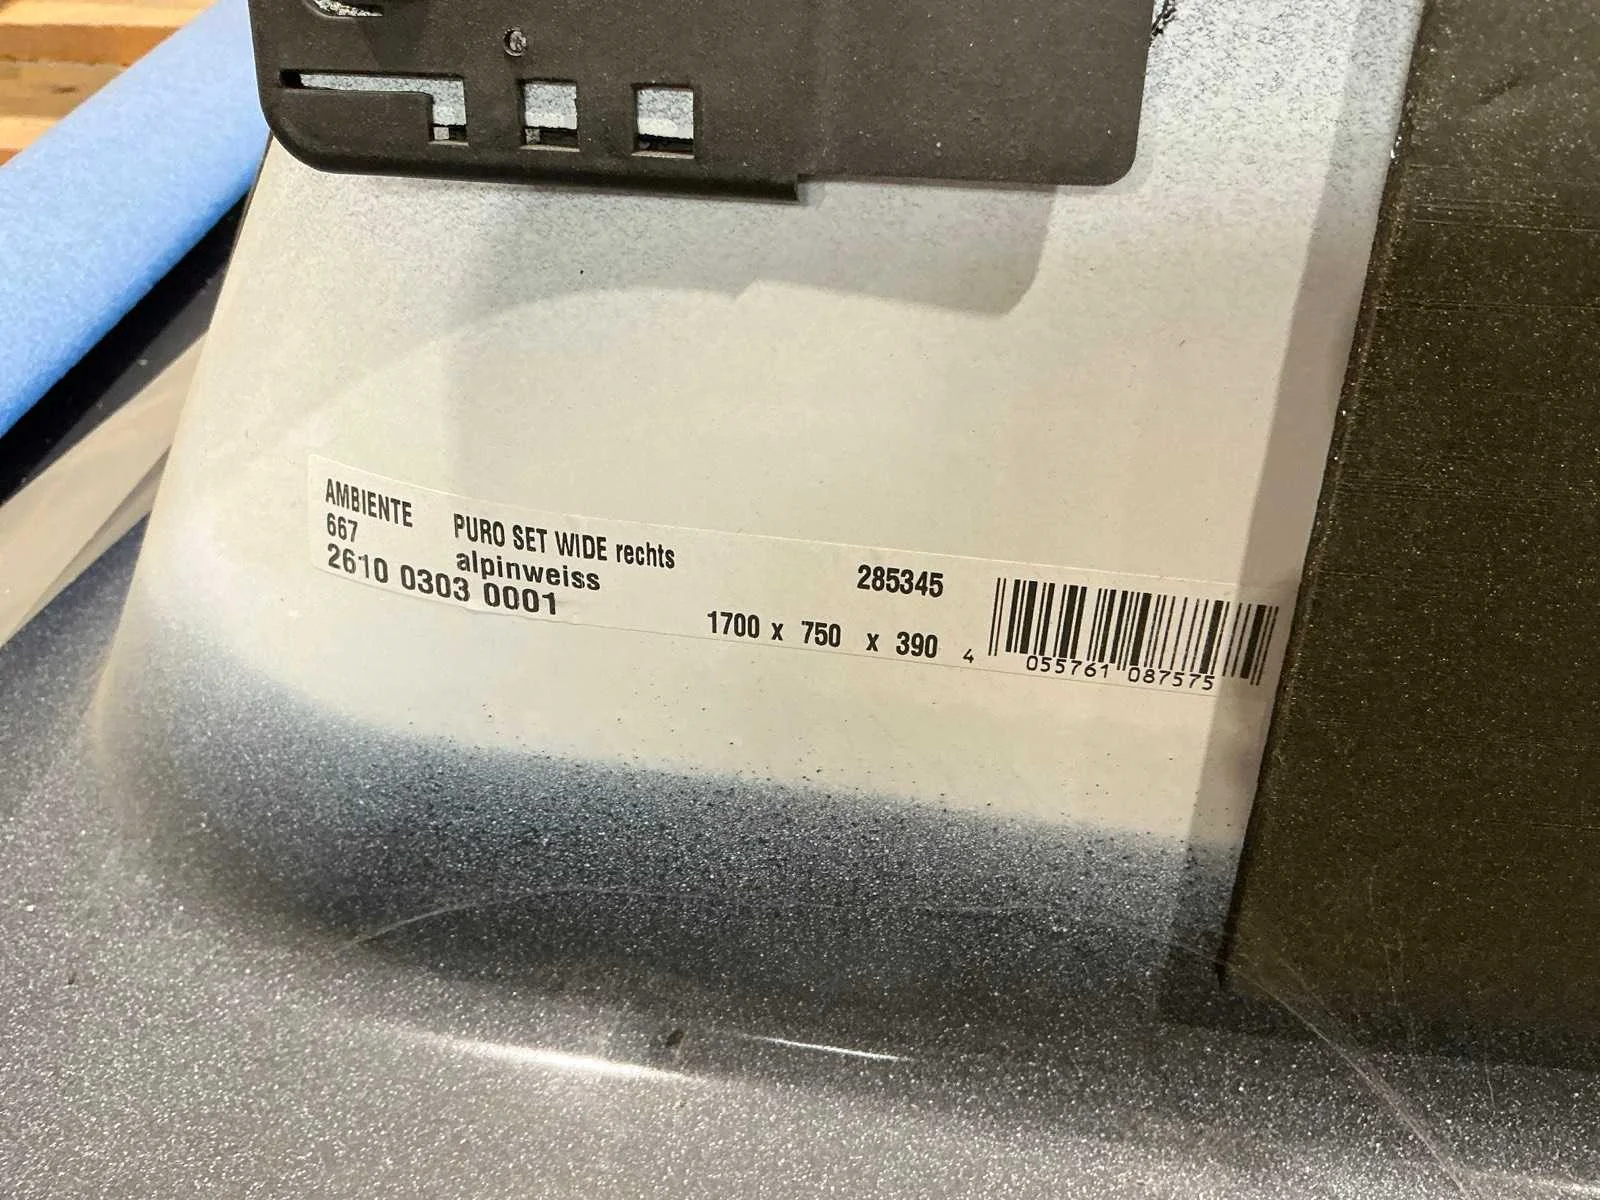 AMBIENTE
667
PURO SET WIDE rechts
alpinweiss
2610 0303 0001
285345
1700 x 750 x 390
4 055761 087575